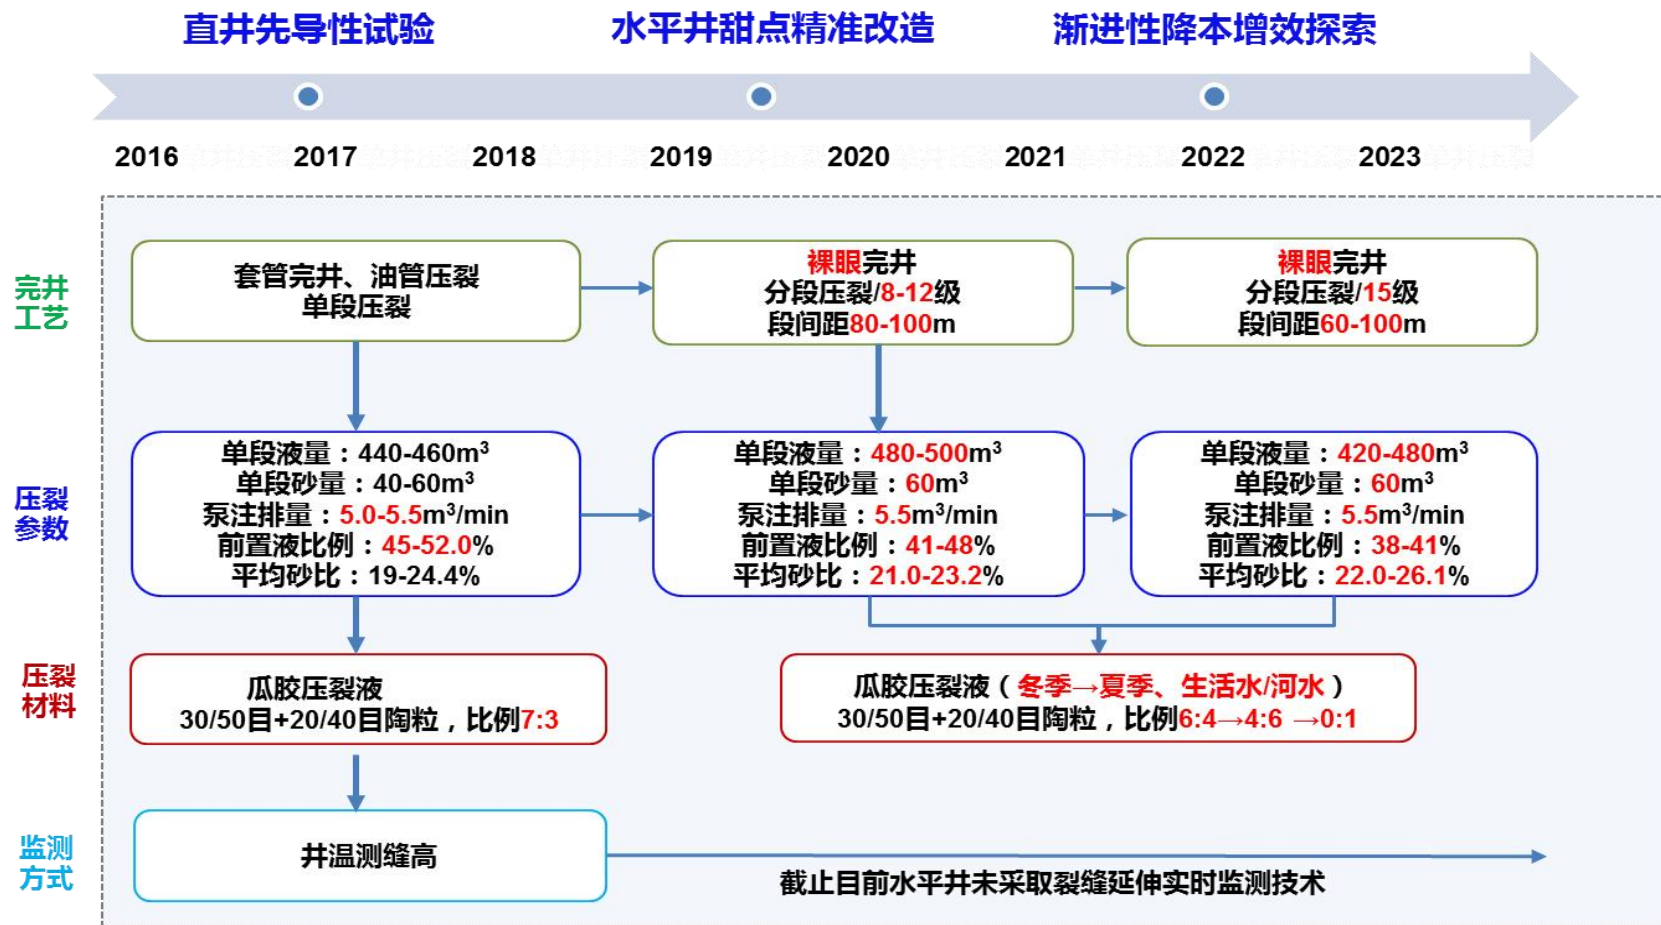 直井先导性试验
水平井甜点精准改造
渐进性降本增效探索
2016 2017 2018 2019 2020 2021 2022 2023
完井
工艺
套管完井、油管压裂
单段压裂
裸眼完井
分段压裂/8-12级
段间距80-100m
裸眼完井
分段压裂/15级
段间距60-100m
压裂
参数
单段液量：440-460m³
单段砂量：40-60m³
泵注排量：5.0-5.5m³/min
前置液比例：45-52.0%
平均砂比：19-24.4%
单段液量：480-500m³
单段砂量：60m³
泵注排量：5.5m³/min
前置液比例：41-48%
平均砂比：21.0-23.2%
单段液量：420-480m³
单段砂量：60m³
泵注排量：5.5m³/min
前置液比例：38-41%
平均砂比：22.0-26.1%
压裂
材料
瓜胶压裂液
30/50目+20/40目陶粒，比例7:3
瓜胶压裂液（冬季→夏季、生活水/河水）
30/50目+20/40目陶粒，比例6:4→4:6 →0:1
监测
方式
井温测缝高
截止目前水平井未采取裂缝延伸实时监测技术